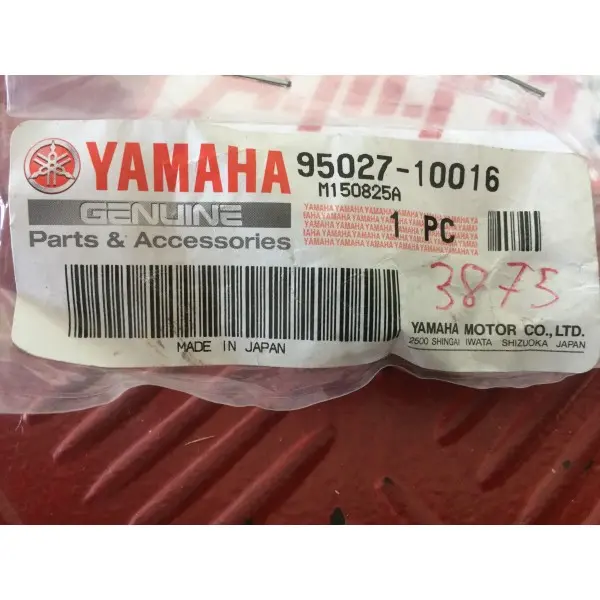 YAMAHA 95027-10016
M150825A
GENUINE
Parts & Accessories
1 PC
3875
MADE IN JAPAN
YAMAHA MOTOR CO., LTD.
2500 SHINGAI IWATA SHIZUOKA JAPAN